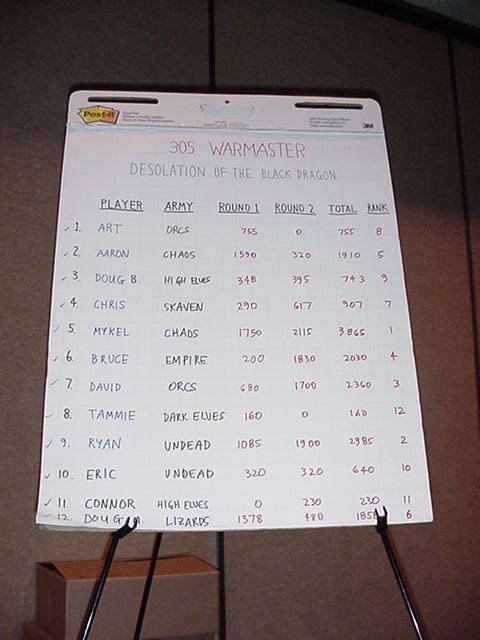 Post-it
3M
305 WARMASTER
DESOLATION OF THE BLACK DRAGON
PLAYER ARMY ROUND 1 ROUND 2 TOTAL RANK
✓ 1. ART ORCS 755 0 755 8
✓ 2. AARON CHAOS 1590 320 1910 5
✓ 3. DOUG B. HIGH ELVES 348 395 743 9
✓ 4. CHRIS SKAVEN 290 617 907 7
✓ 5. MYKEL CHAOS 1750 2115 3865 1
✓ 6. BRUCE EMPIRE 200 1830 2030 4
✓ 7. DAVID ORCS 680 1700 2360 3
✓ 8. TAMMIE DARK ELVES 160 0 160 12
✓ 9. RYAN UNDEAD 1085 1900 2985 2
✓ 10. ERIC UNDEAD 320 320 640 10
✓ 11. CONNOR HIGH ELVES 0 230 230 11
✓ 12. DOUG M. LIZARDS 1378 480 6